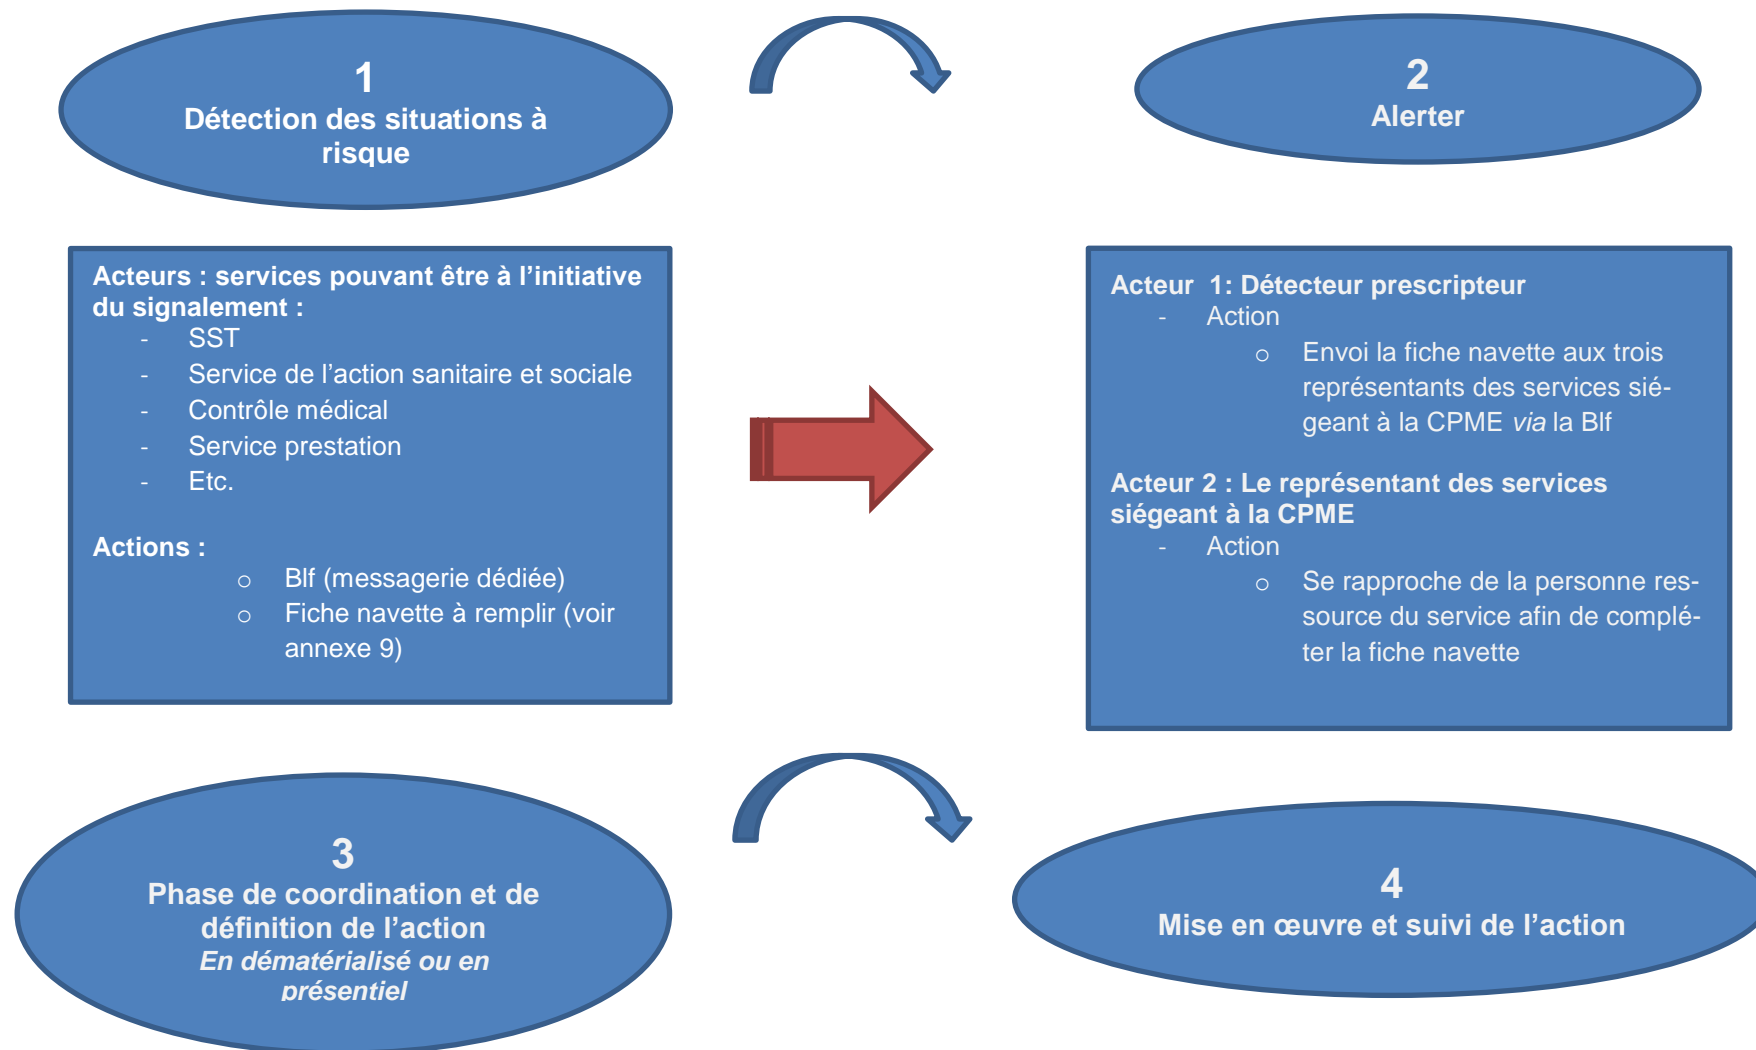 1
Détection des situations à
risque
2
Alerter
Acteurs : services pouvant être à l’initiative
du signalement :
- SST
- Service de l’action sanitaire et sociale
- Contrôle médical
- Service prestation
- Etc.
Actions :
o Blf (messagerie dédiée)
o Fiche navette à remplir (voir
annexe 9)
Acteur 1: Détecteur prescripteur
- Action
o Envoi la fiche navette aux trois
représentants des services sié-
geant à la CPME via la Blf
Acteur 2 : Le représentant des services
siégeant à la CPME
- Action
o Se rapproche de la personne res-
source du service afin de complé-
ter la fiche navette
3
Phase de coordination et de
définition de l’action
En dématérialisé ou en
présentiel
4
Mise en œuvre et suivi de l’action